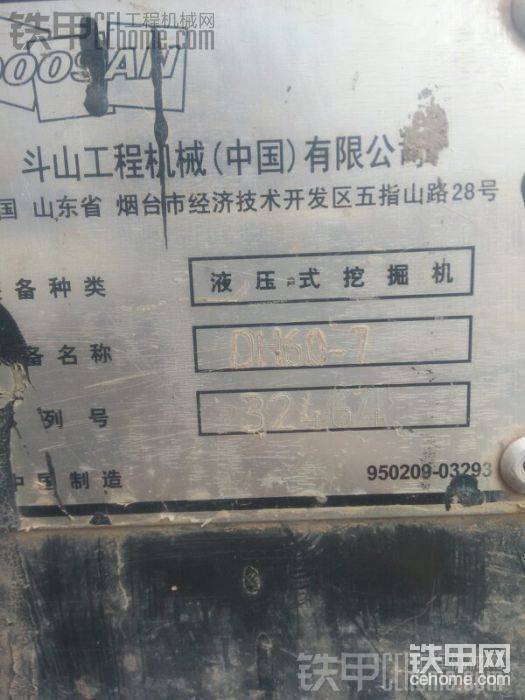 铁甲 工程机械网
cehome.com
DOOSAN
斗山工程机械(中国)有限公司
国 山东省 烟台市经济技术开发区五指山路28号
备种类 液压式挖掘机
备名称 DH60-7
列号 32464
中国制造 950209-03293
铁甲网
cehome.com